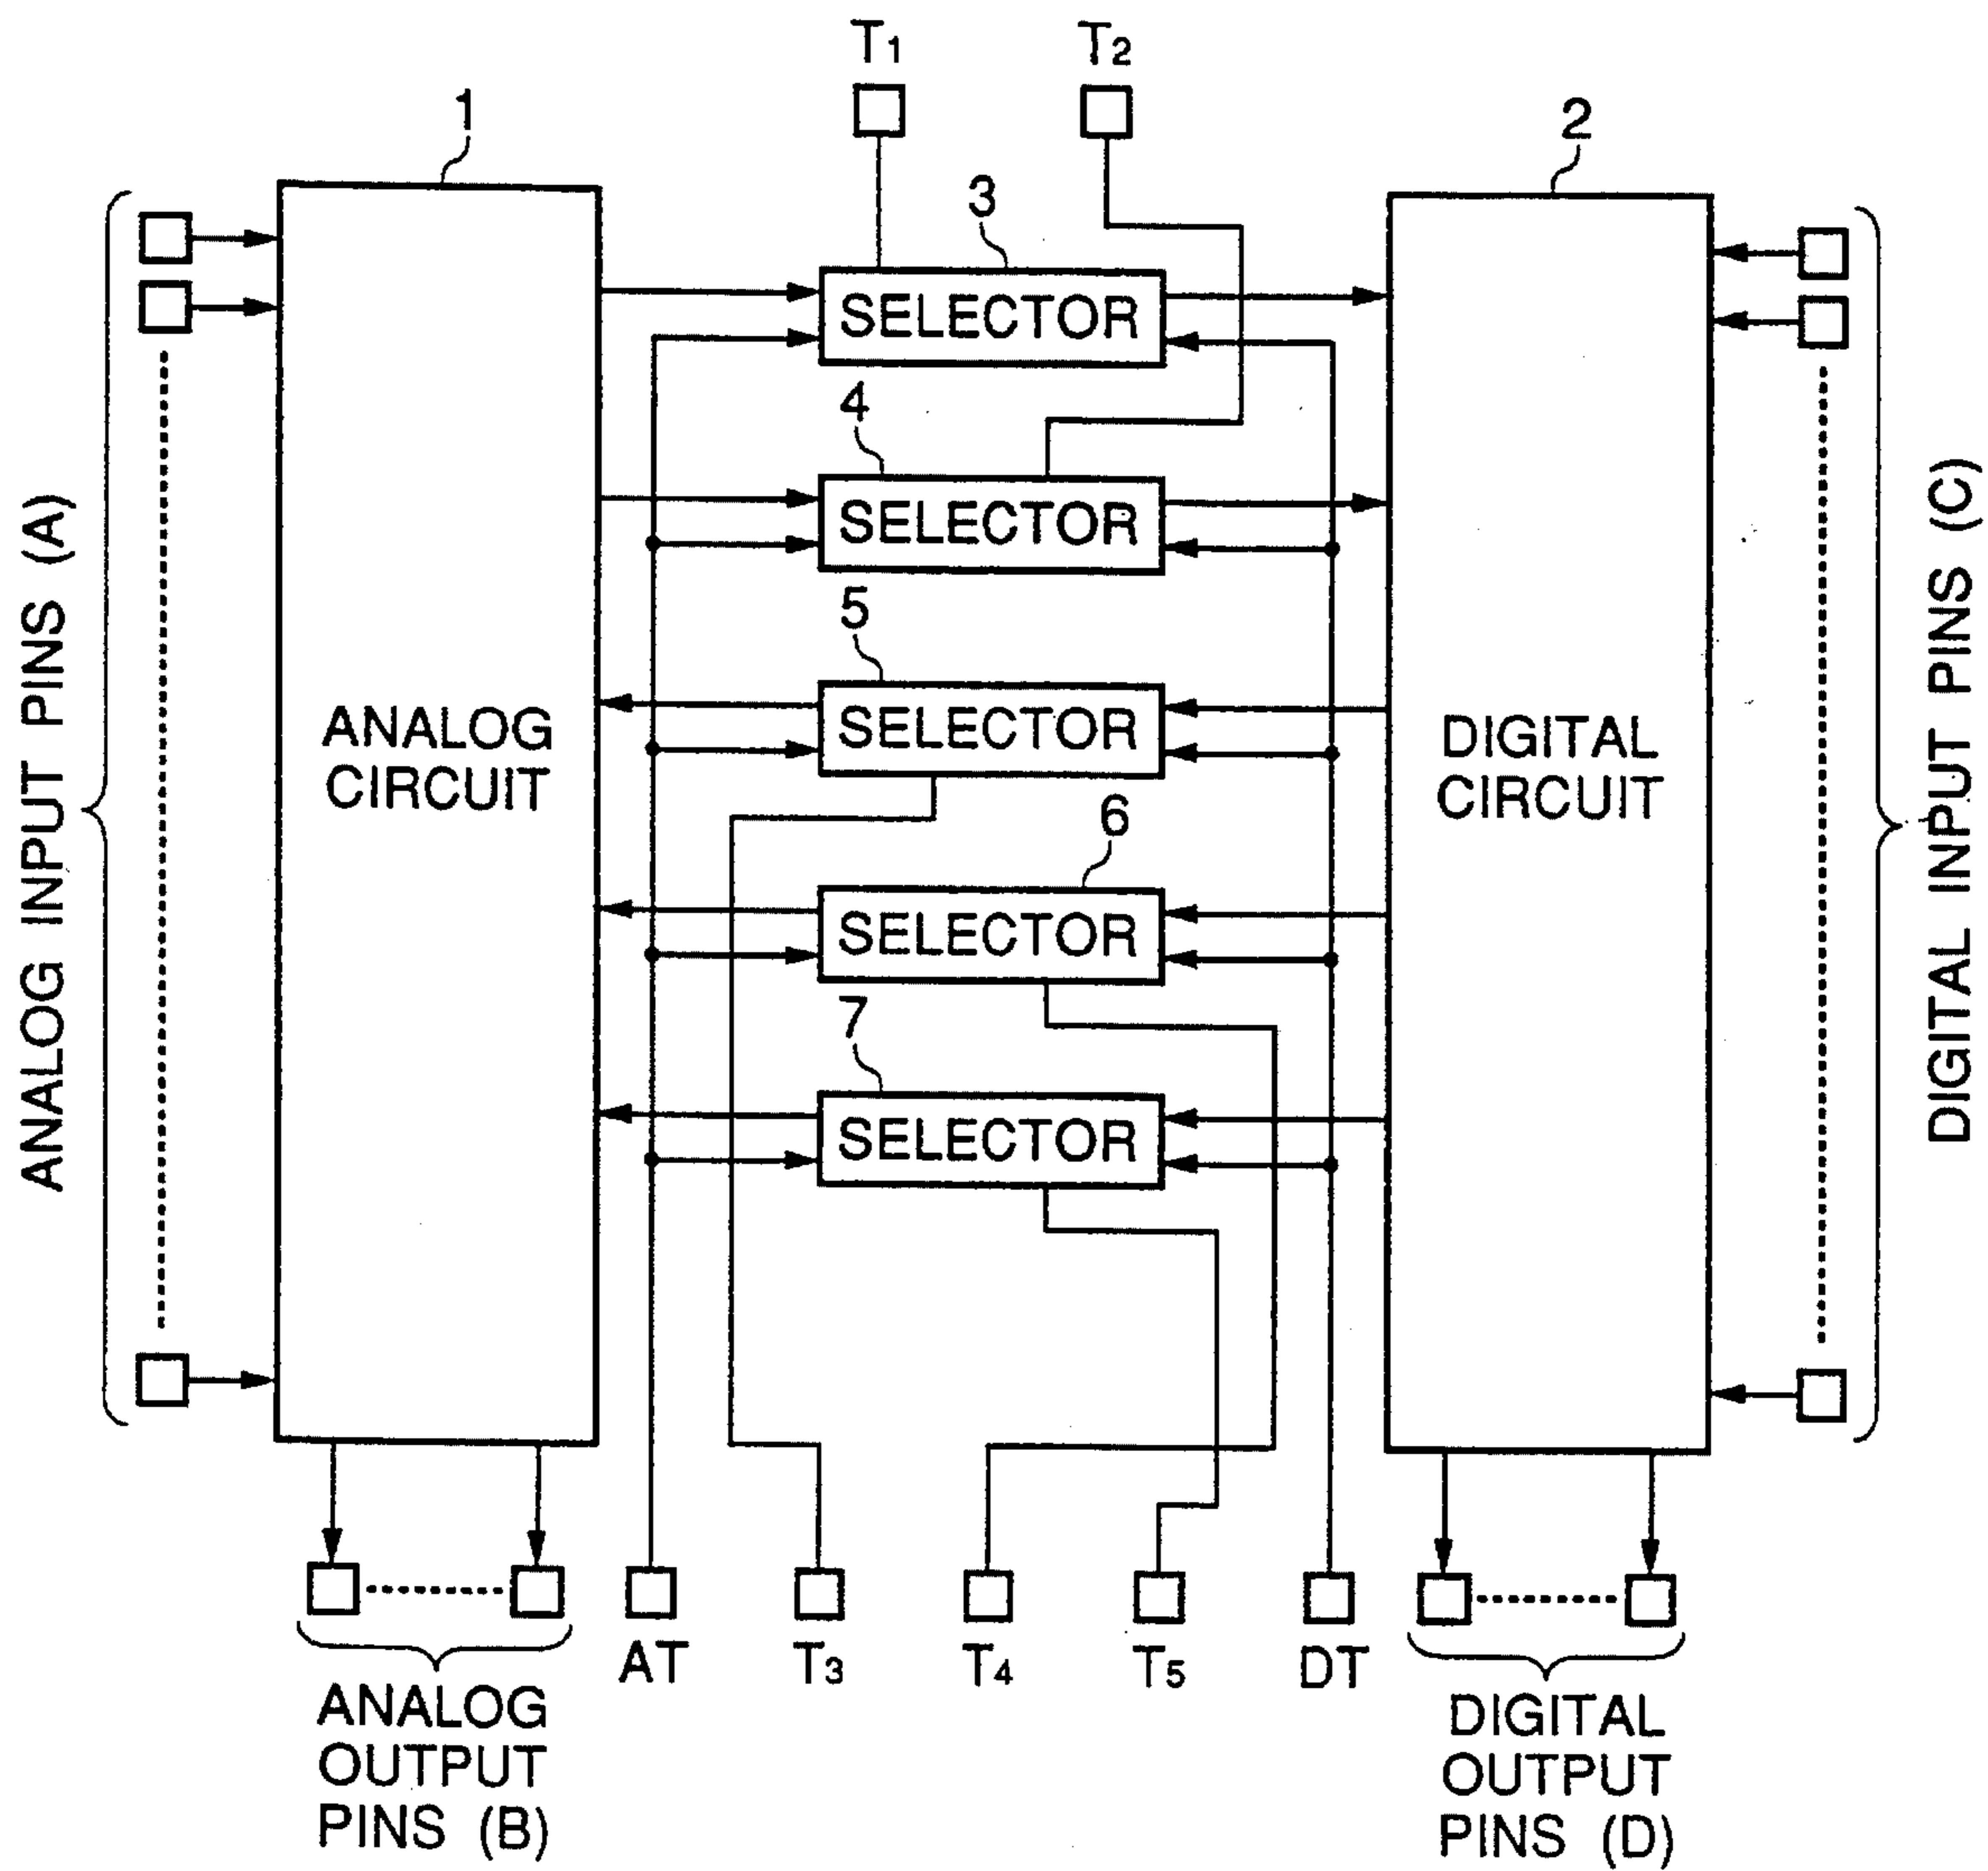 T1
T2
1
2
3
SELECTOR
4
SELECTOR
5
SELECTOR
6
SELECTOR
7
SELECTOR
ANALOG INPUT PINS (A)
ANALOG
CIRCUIT
DIGITAL
CIRCUIT
DIGITAL INPUT PINS (C)
AT
T3
T4
T5
DT
ANALOG
OUTPUT
PINS (B)
DIGITAL
OUTPUT
PINS (D)